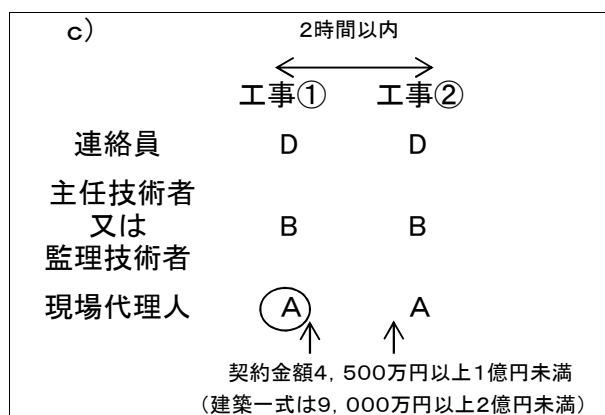 c)
2時間以内
工事① 工事②
連絡員 D D
主任技術者
又は B B
監理技術者
現場代理人 A A
契約金額4,500万円以上1億円未満
(建築一式は9,000万円以上2億円未満)